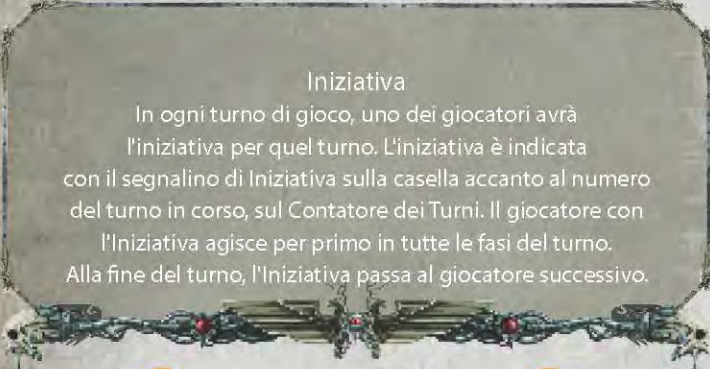 Iniziativa
In ogni turno di gioco, uno dei giocatori avrà
l'iniziativa per quel turno. L'iniziativa è indicata
con il segnalino di Iniziativa sulla casella accanto al numero
del turno in corso, sul Contatore dei Turni. Il giocatore con
l'Iniziativa agisce per primo in tutte le fasi del turno.
Alla fine del turno, l'Iniziativa passa al giocatore successivo.